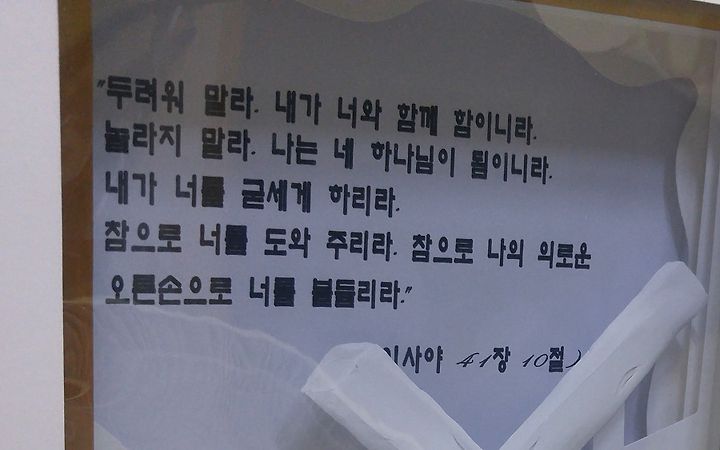 "두려워 말라. 내가 너와 함께 함이니라.
놀라지 말라. 나는 네 하나님이 됨이니라.
내가 너를 굳세게 하리라.
참으로 너를 도와 주리라. 참으로 나의 의로운
오른손으로 너를 붙들리라."
이사야 41장 10절)